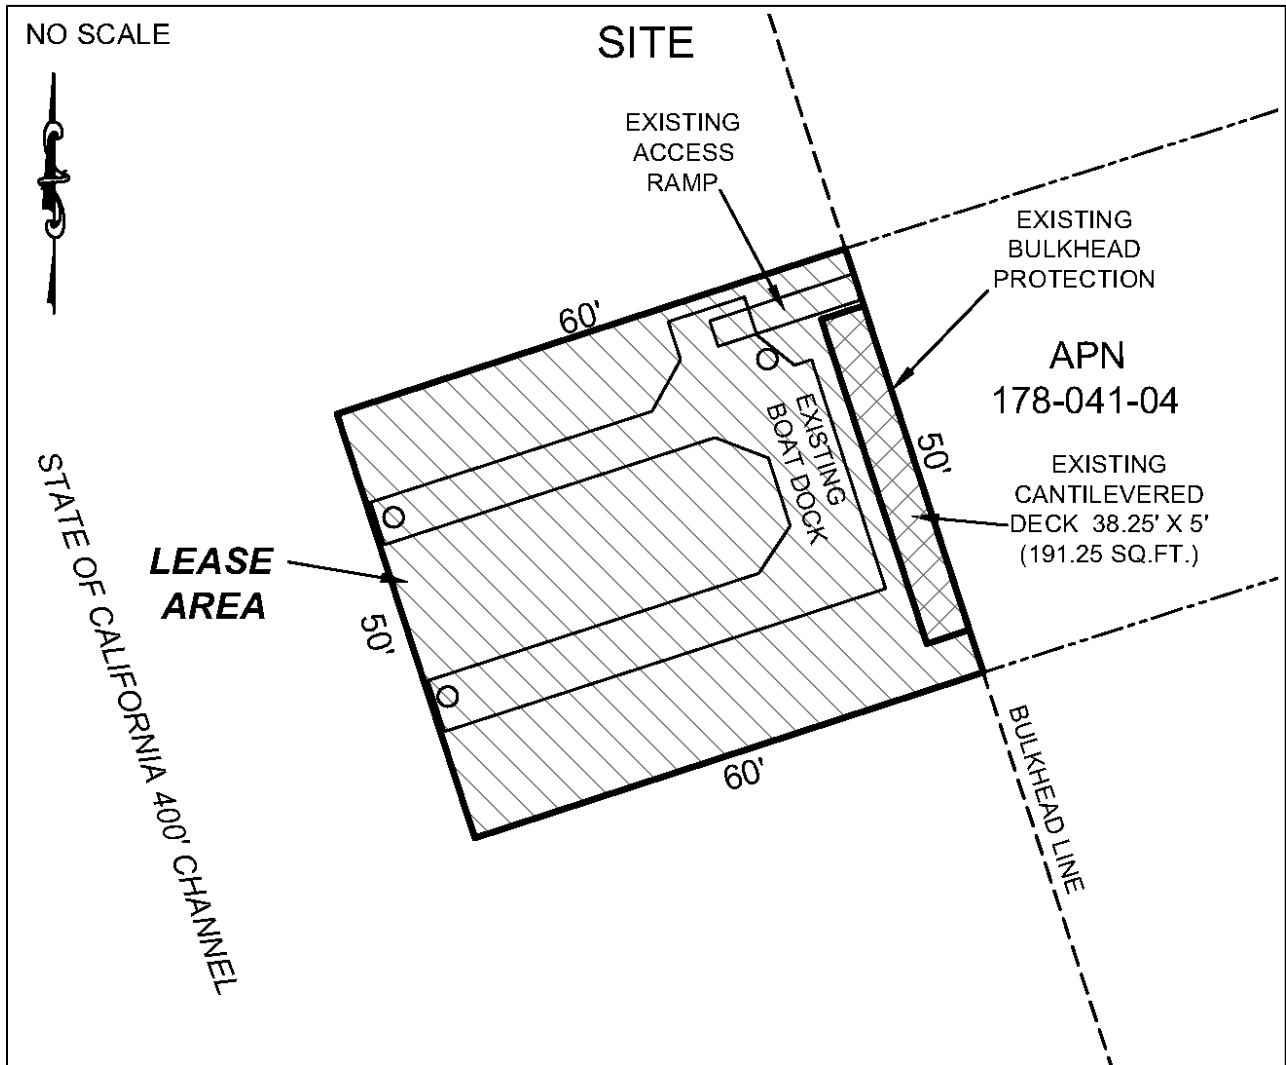 NO SCALE
SITE
EXISTING
ACCESS
RAMP
EXISTING
BULKHEAD
PROTECTION
60'
APN
178-041-04
EXISTING
BOAT DOCK
50'
EXISTING
CANTILEVERED
DECK 38.25' X 5'
(191.25 SQ.FT.)
STATE OF CALIFORNIA 400' CHANNEL
LEASE
AREA
50'
60'
BULKHEAD LINE